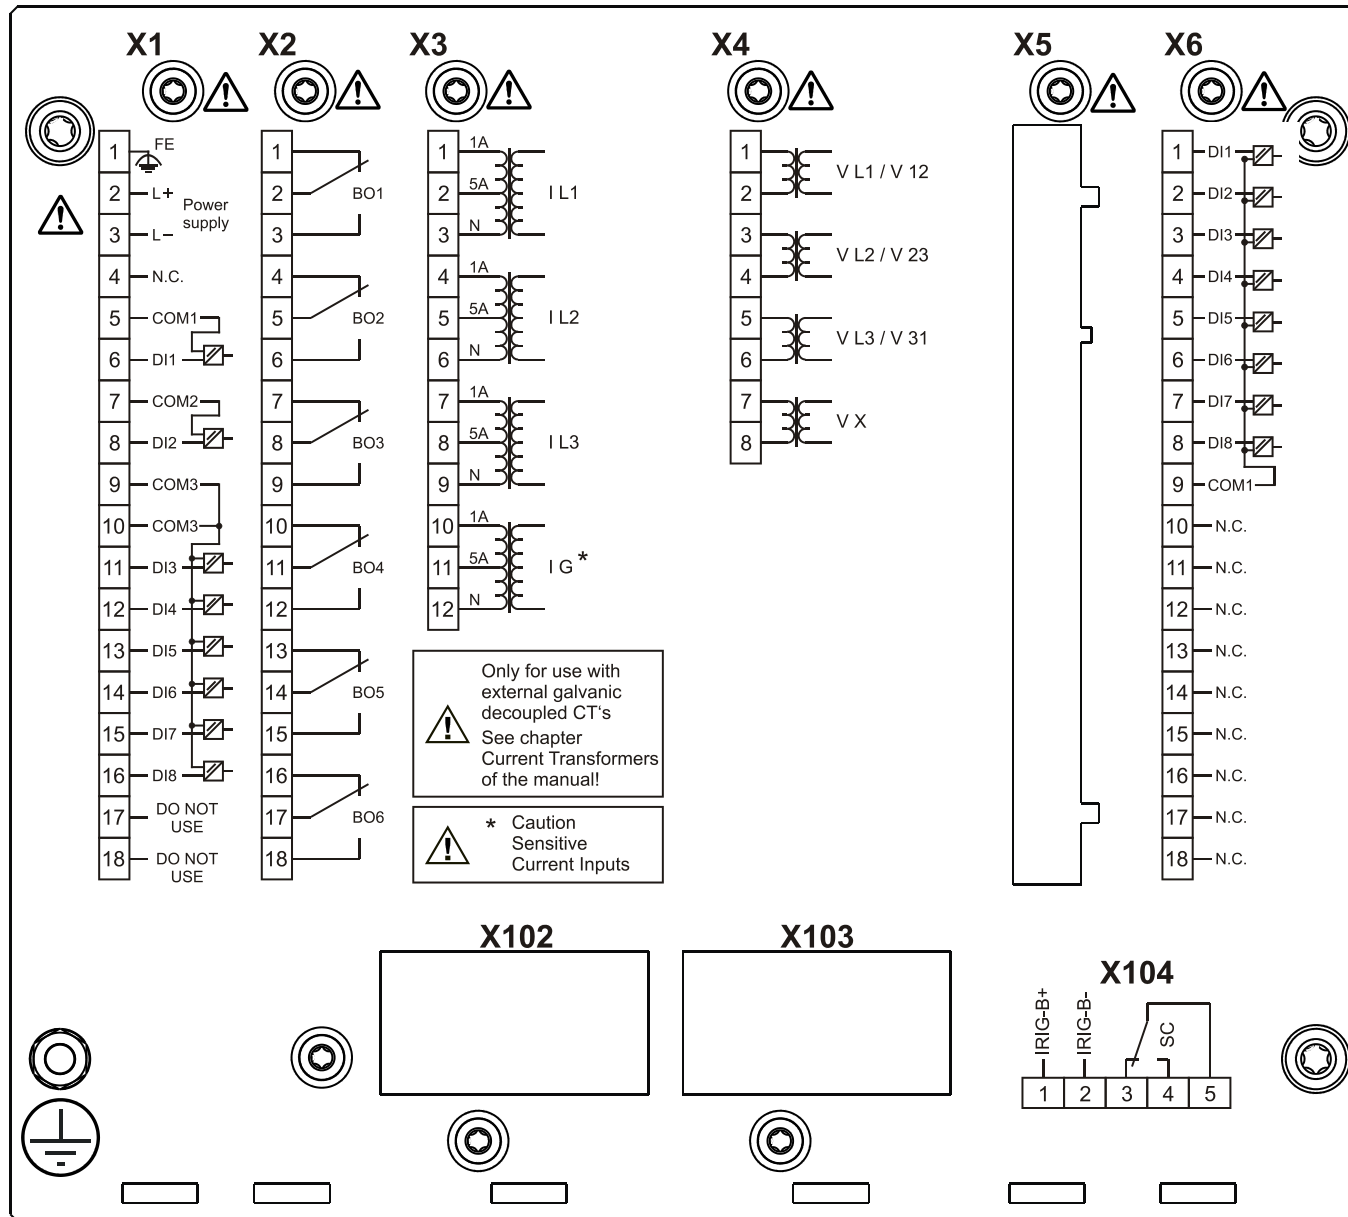 X1
X2
X3
X4
X5
X6
1 FE
2 L+
Power
supply
3 L−
4 N.C.
5 COM1
6 DI1
7 COM2
8 DI2
9 COM3
10 COM3
11 DI3
12 DI4
13 DI5
14 DI6
15 DI7
16 DI8
17 DO NOT
USE
18 DO NOT
USE
1
2 BO1
3
4
5 BO2
6
7
8 BO3
9
10
11 BO4
12
13
14 BO5
15
16
17 BO6
18
1 1A
2 5A I L1
3 N
4 1A
5 5A I L2
6 N
7 1A
8 5A I L3
9 N
10 1A
11 5A I G *
12 N
Only for use with
external galvanic
decoupled CT‘s
See chapter
Current Transformers
of the manual!
* Caution
Sensitive
Current Inputs
1
V L1 / V 12
2
3
V L2 / V 23
4
5
V L3 / V 31
6
7
V X
8
1 DI1
2 DI2
3 DI3
4 DI4
5 DI5
6 DI6
7 DI7
8 DI8
9 COM1
10 N.C.
11 N.C.
12 N.C.
13 N.C.
14 N.C.
15 N.C.
16 N.C.
17 N.C.
18 N.C.
X102
X103
X104
IRIG-B+
IRIG-B-
SC
1 2 3 4 5